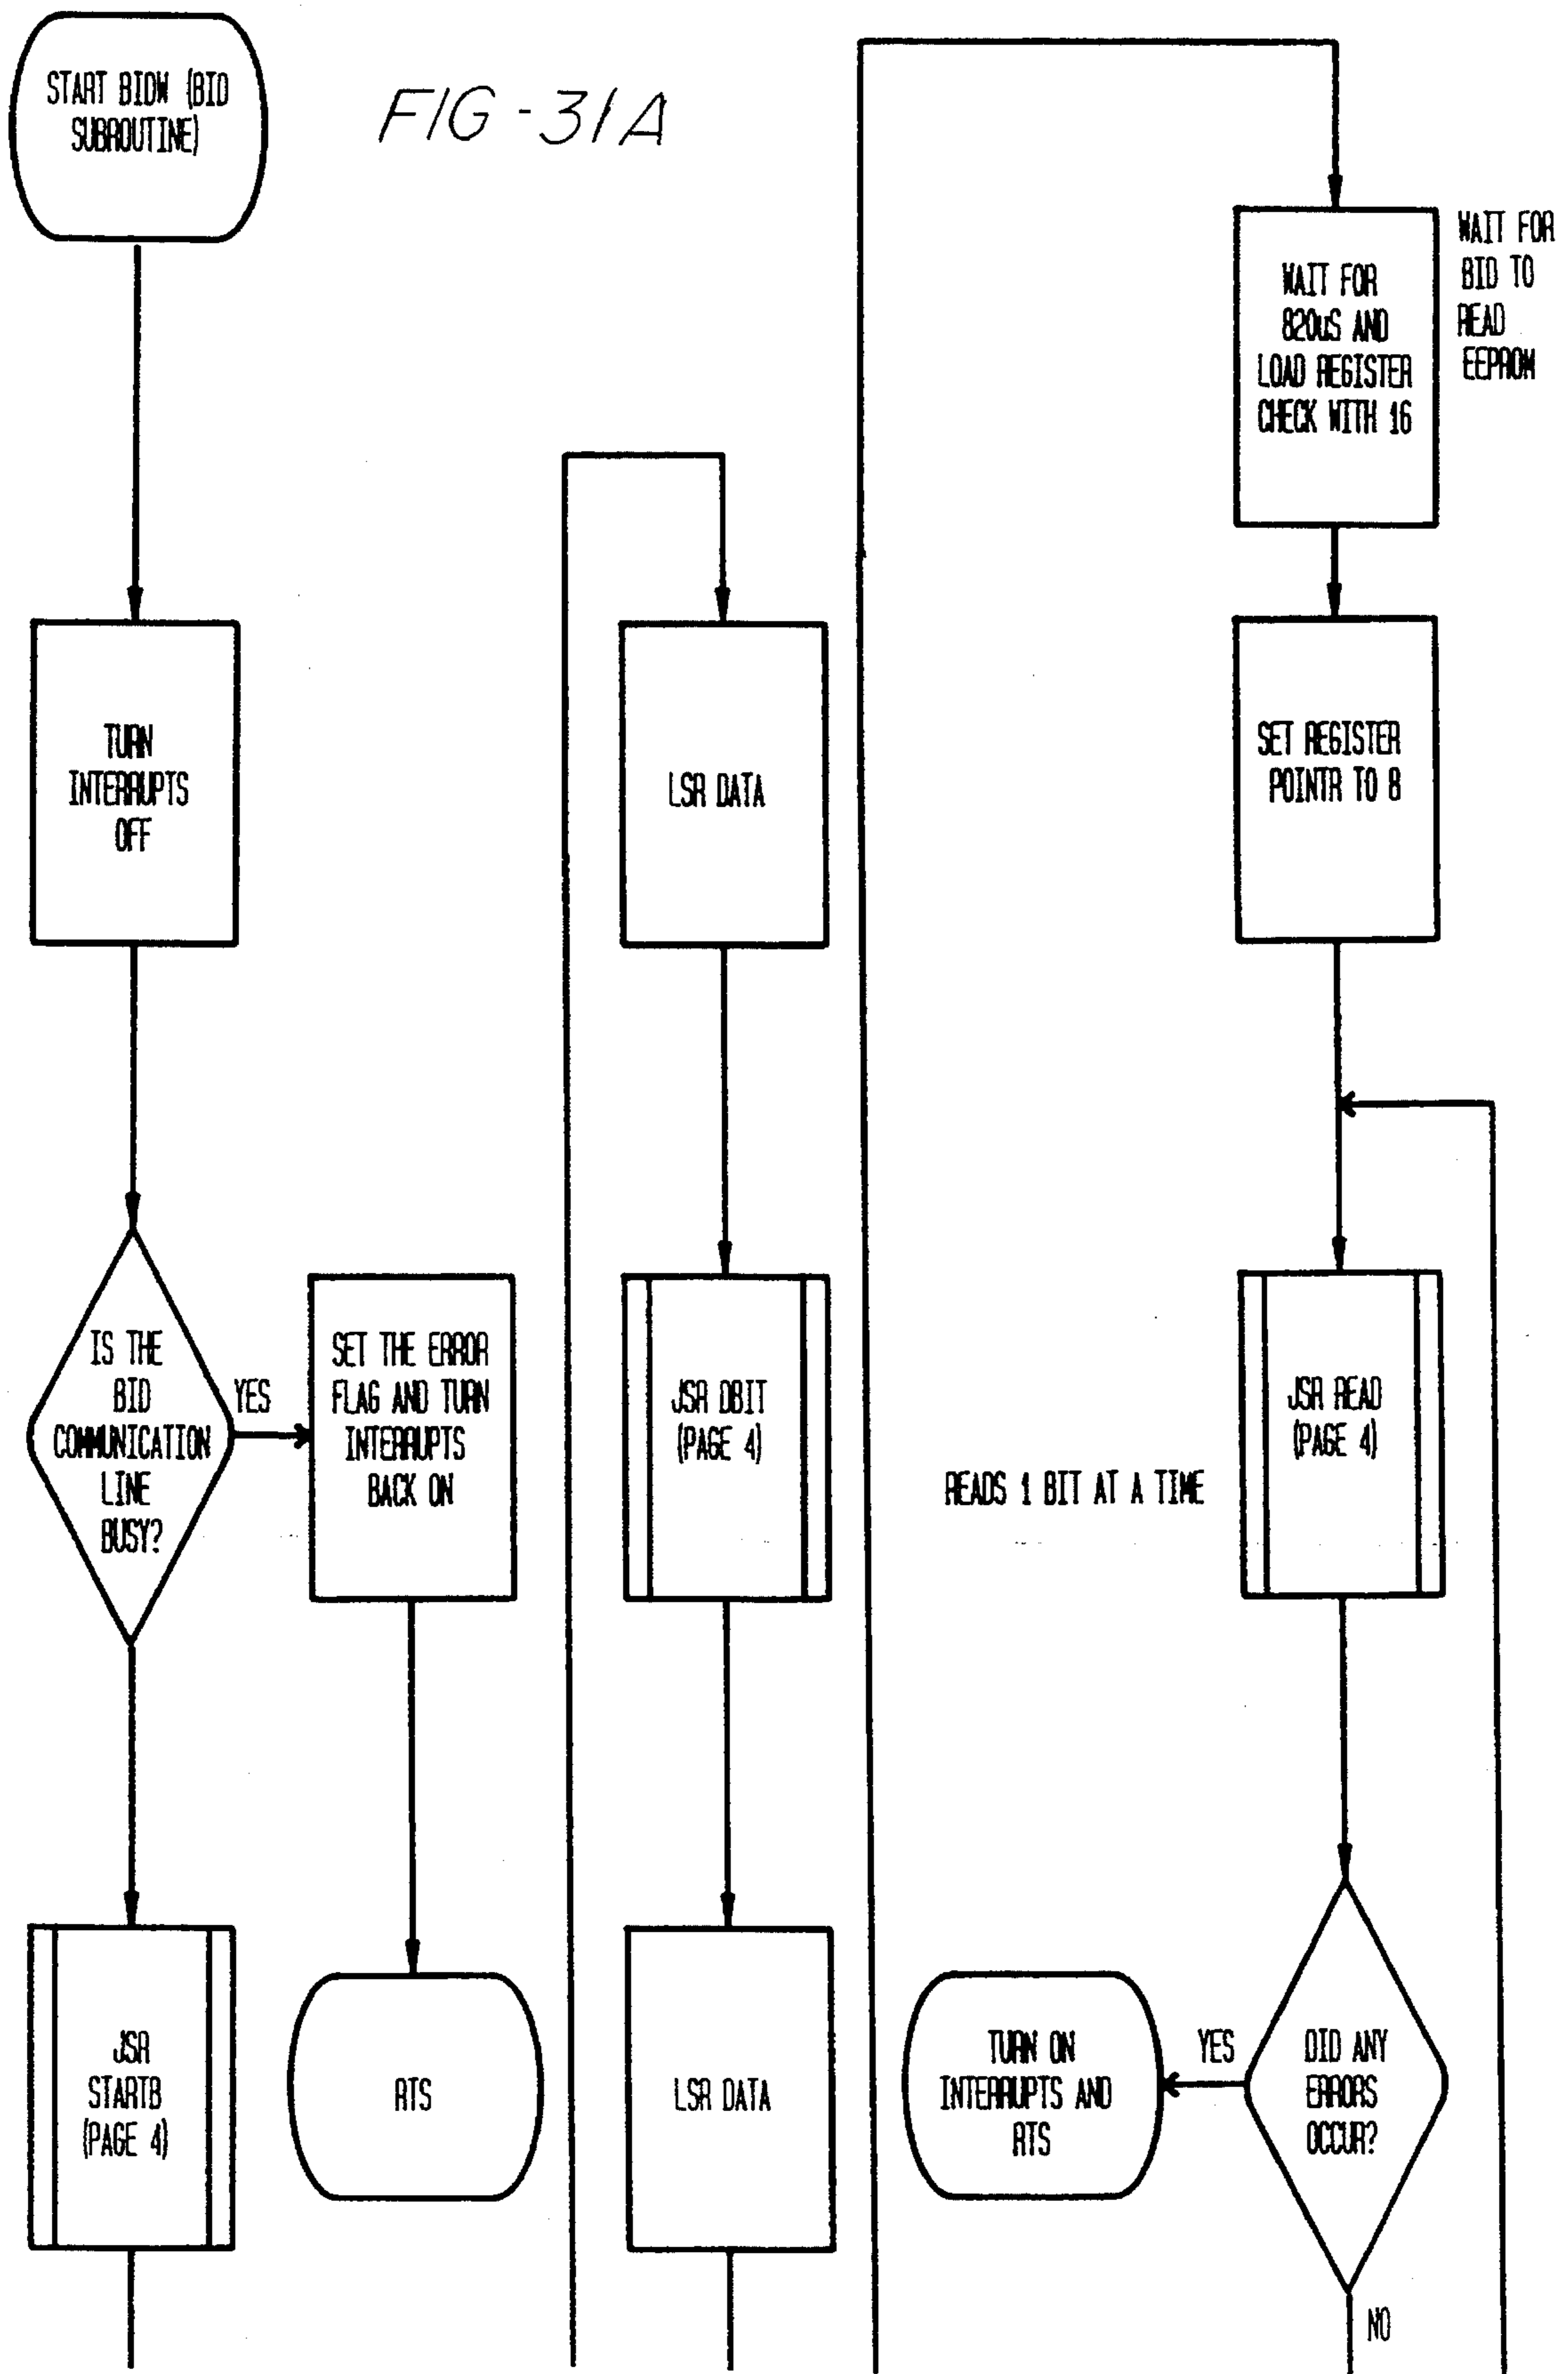 START BIDW (BID
SUBROUTINE)
FIG-31A
TURN
INTERRUPTS
OFF
IS THE
BID
COMMUNICATION
LINE
BUSY?
YES
SET THE ERROR
FLAG AND TURN
INTERRUPTS
BACK ON
JSR
STARTB
(PAGE 4)
RTS
LSR DATA
JSR DBIT
(PAGE 4)
LSR DATA
WAIT FOR
820uS AND
LOAD REGISTER
CHECK WITH 16
WAIT FOR
BID TO
READ
EEPROM
SET REGISTER
POINTR TO 8
JSR READ
(PAGE 4)
READS 1 BIT AT A TIME
DID ANY
ERRORS
OCCUR?
YES
TURN ON
INTERRUPTS AND
RTS
NO